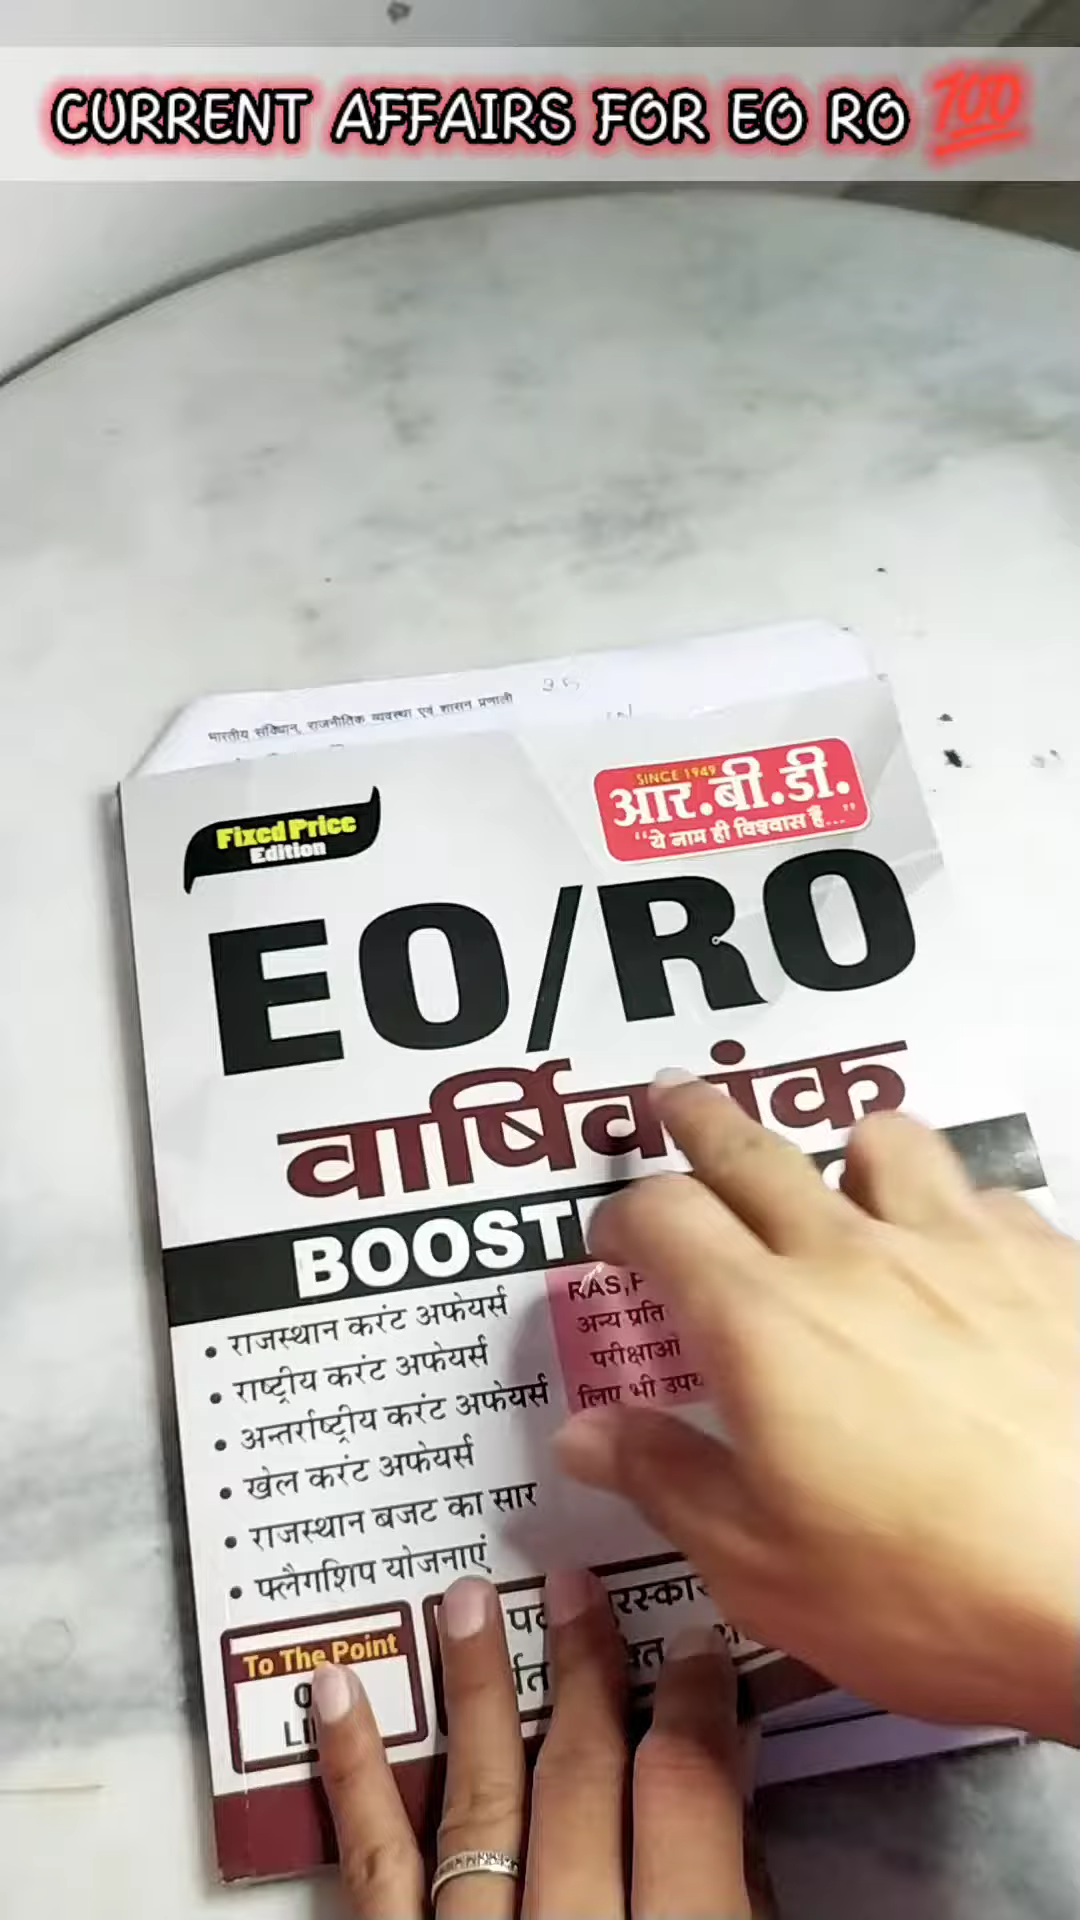 CURRENT AFFAIRS FOR EO RO 💯
भारतीय संविधान, राजनीतिक व्यवस्था एवं शासन प्रणाली
Fixed Price
Edition
SINCE 1949
आर.बी.डी.
"ये नाम ही विश्वास हैं..."
EO/RO
BOOST
• राजस्थान करंट अफेयर्स
• राष्ट्रीय करंट अफेयर्स
• अन्तर्राष्ट्रीय करंट अफेयर्स
• खेल करंट अफेयर्स
• राजस्थान बजट का सार
• फ्लैगशिप योजनाएं
RAS,
अन्य प्रति
परीक्षाओं
लिए भी
To The Point